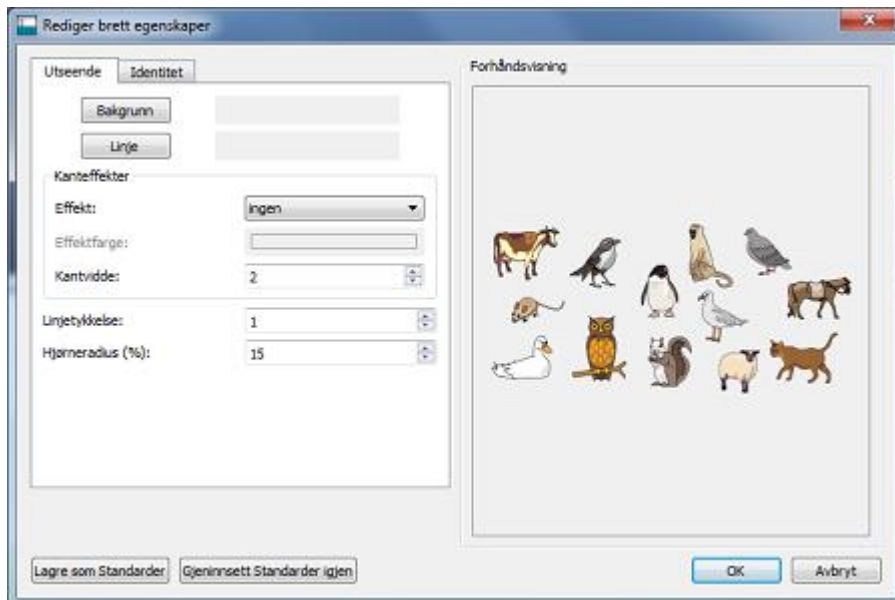 Rediger brett egenskaper
Utseende
Identitet
Bakgrunn
Linje
Kanteffekter
Effekt:
ingen
Effektfarge:
Kantvidde:
2
Linjetykkelse:
1
Hjørneradius (%):
15
Forhåndsvisning
Lagre som Standarder
Gjeninnsett Standarder igjen
OK
Avbryt